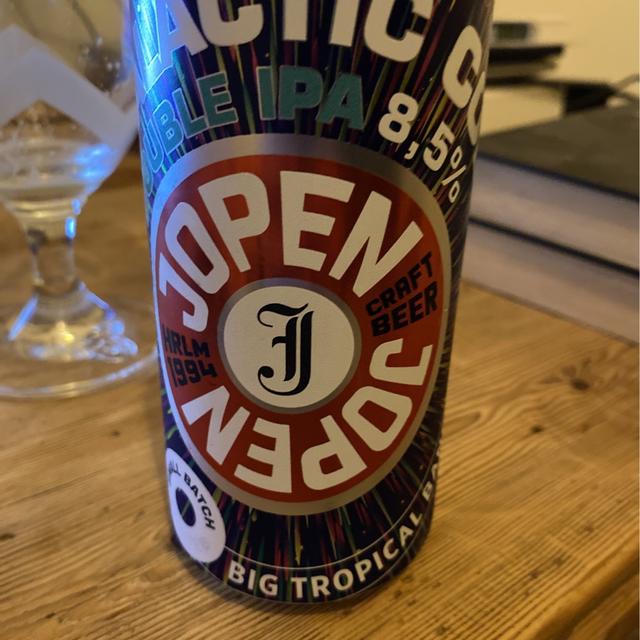 DOUBLE IPA
8,5%
JOPEN
CRAFT
BEER
HRLM
1994
J
JOPEN
BATCH
BIG TROPICAL